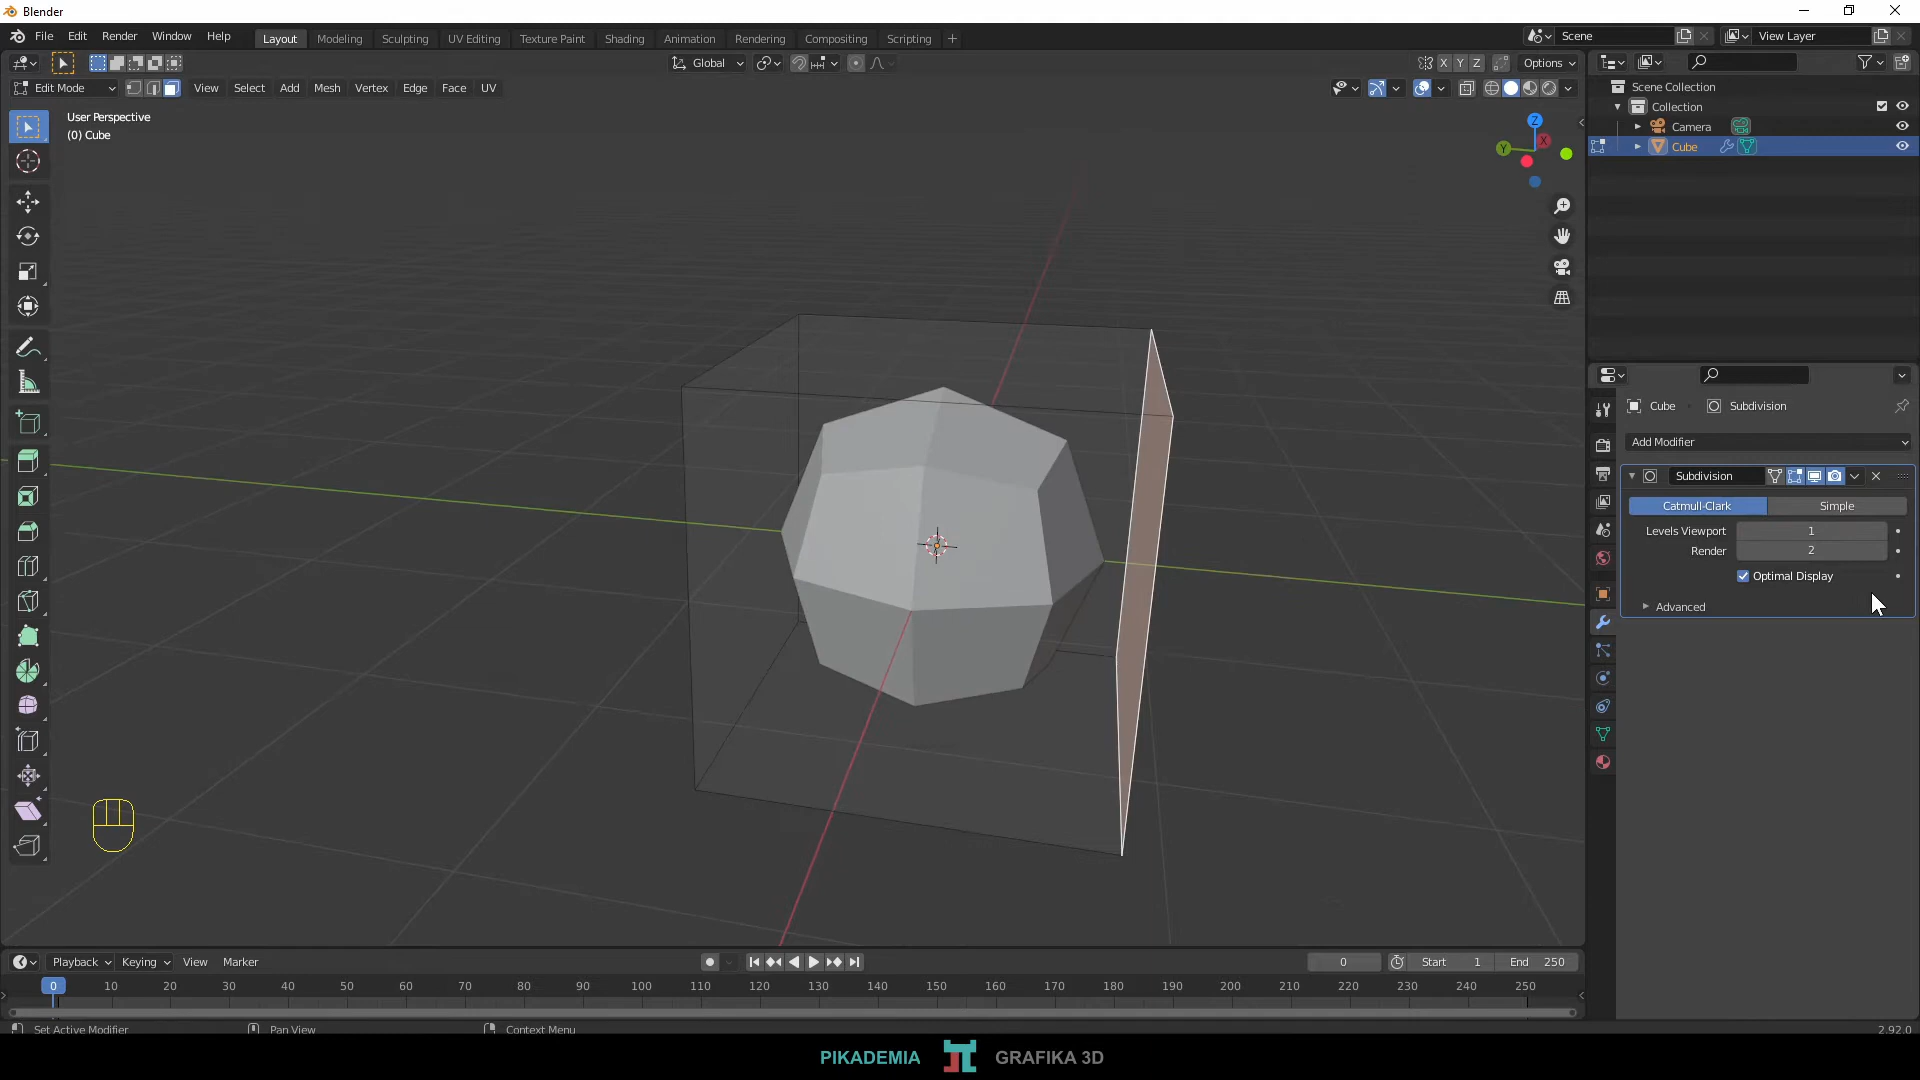 Blender
File Edit Render Window Help Layout Modeling Sculpting UV Editing Texture Paint Shading Animation Rendering Compositing Scripting + Scene View Layer
Global X Y Z Options
Edit Mode View Select Add Mesh Vertex Edge Face UV
User Perspective
(0) Cube
Z
Y X
Scene Collection
Collection
Camera
Cube
Cube Subdivision
Add Modifier
Subdivision
Catmull-Clark Simple
Levels Viewport 1
Render 2
Optimal Display
Advanced
Playback Keying View Marker 0 Start 1 End 250
0 10 20 30 40 50 60 70 80 90 100 110 120 130 140 150 160 170 180 190 200 210 220 230 240 250
Set Active Modifier Pan View Context Menu 2.92.0
PIKADEMIA GRAFIKA 3D